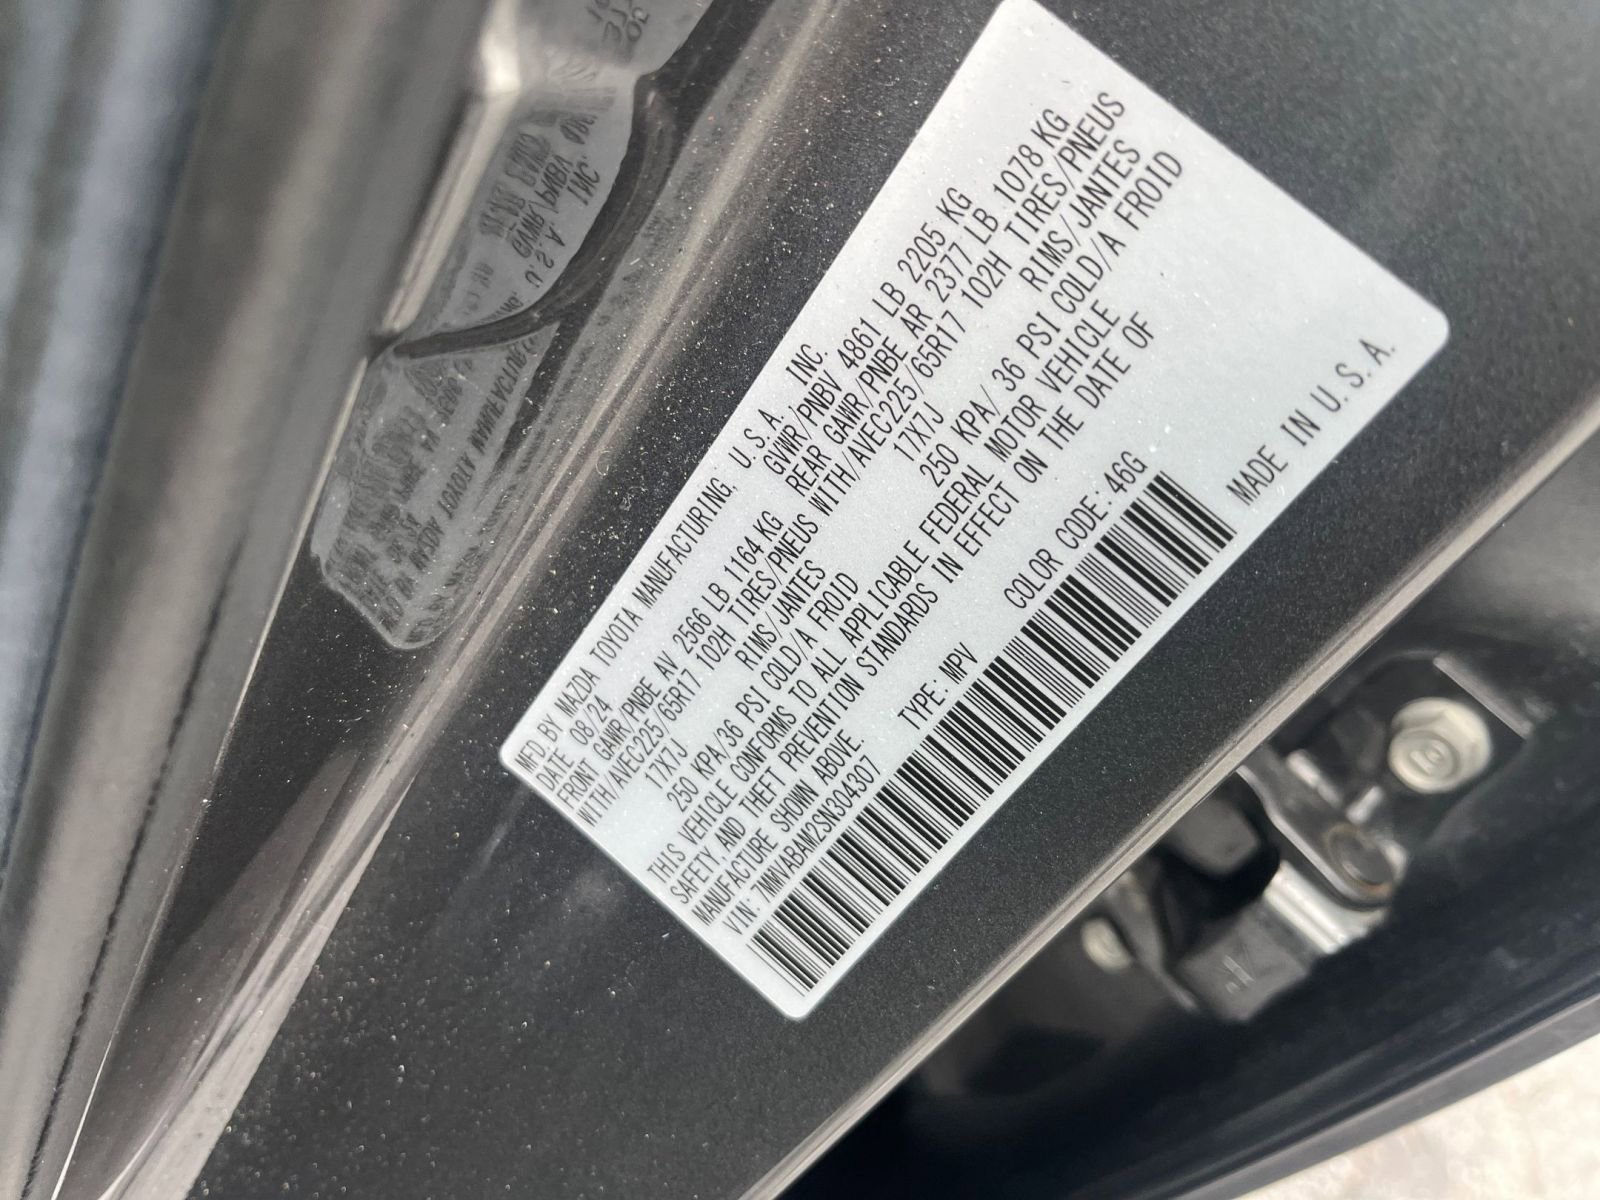 MFD.BY MAZDA TOYOTA MANUFACTURING, U.S.A. INC.
DATE 08/24 GVWR/PNBV 4861 LB 2205 KG
FRONT GAWR/PNBE AV 2566 LB 1164 KG REAR GAWR/PNBE AR 2377 LB 1078 KG
WITH/AVEC225/65R17 102H TIRES/PNEUS WITH/AVEC225/65R17 102H TIRES/PNEUS
17X7J RIMS/JANTES 17X7J RIMS/JANTES
250 KPA/36 PSI COLD/A FROID 250 KPA/36 PSI COLD/A FROID
THIS VEHICLE CONFORMS TO ALL APPLICABLE FEDERAL MOTOR VEHICLE
SAFETY, AND THEFT PREVENTION STANDARDS IN EFFECT ON THE DATE OF
MANUFACTURE SHOWN ABOVE.
VIN: 7MMVABAM2SN304307 TYPE: MPV COLOR CODE: 46G
MADE IN U.S.A.